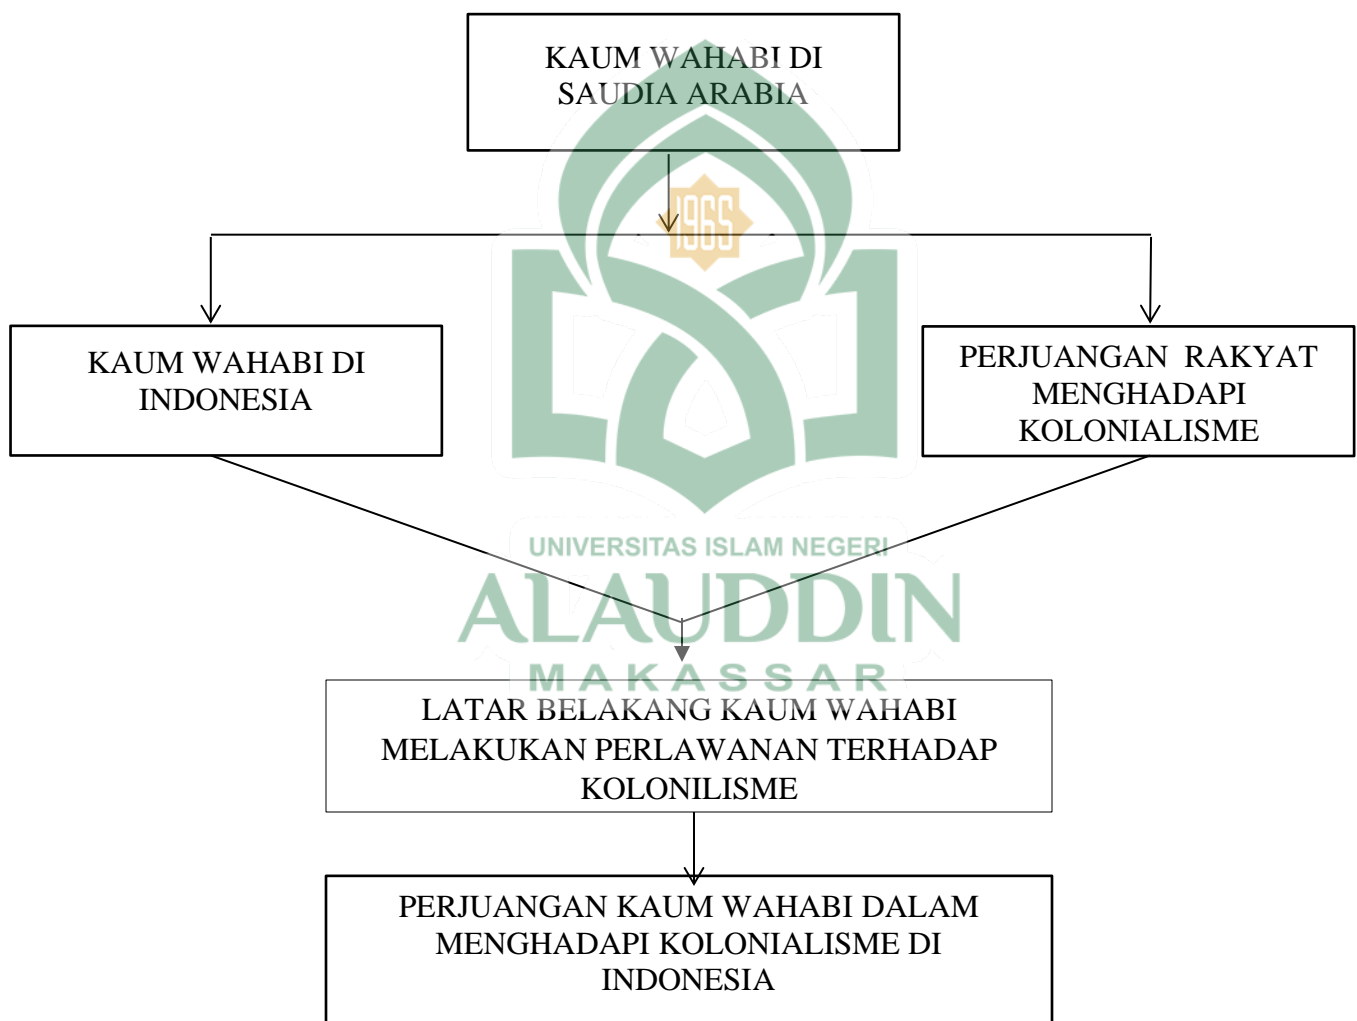 KAUM WAHABI DI
SAUDIA ARABIA
1965
KAUM WAHABI DI
INDONESIA
PERJUANGAN RAKYAT
MENGHADAPI
KOLONIALISME
UNIVERSITAS ISLAM NEGERI
ALAUDDIN
MAKASSAR
LATAR BELAKANG KAUM WAHABI
MELAKUKAN PERLAWANAN TERHADAP
KOLONILISME
PERJUANGAN KAUM WAHABI DALAM
MENGHADAPI KOLONIALISME DI
INDONESIA